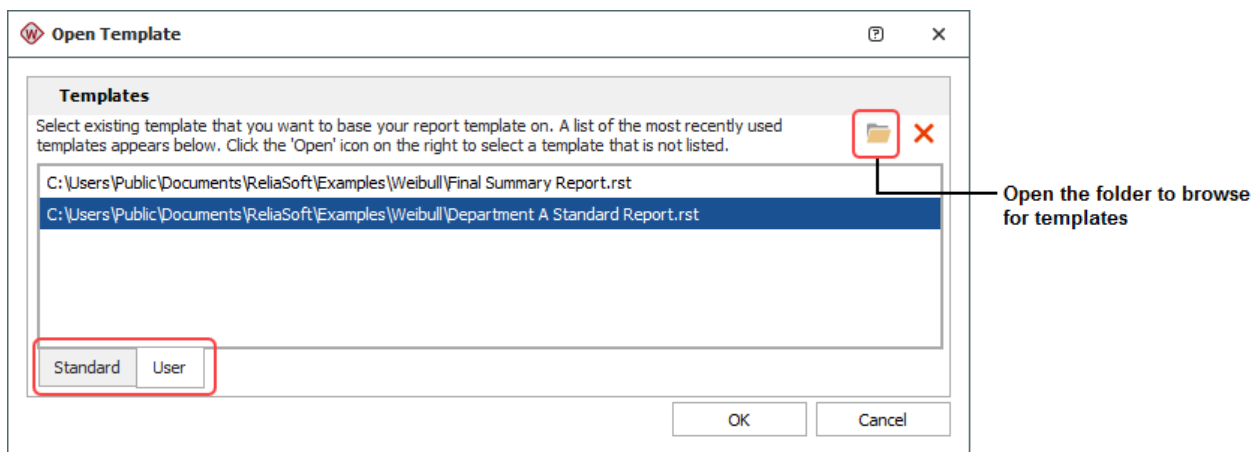 W Open Template
?
Templates
Select existing template that you want to base your report template on. A list of the most recently used
templates appears below. Click the 'Open' icon on the right to select a template that is not listed.
C:\Users\Public\Documents\ReliaSoft\Examples\Weibull\Final Summary Report.rst
C:\Users\Public\Documents\ReliaSoft\Examples\Weibull\Department A Standard Report.rst
Open the folder to browse
for templates
Standard User
OK Cancel